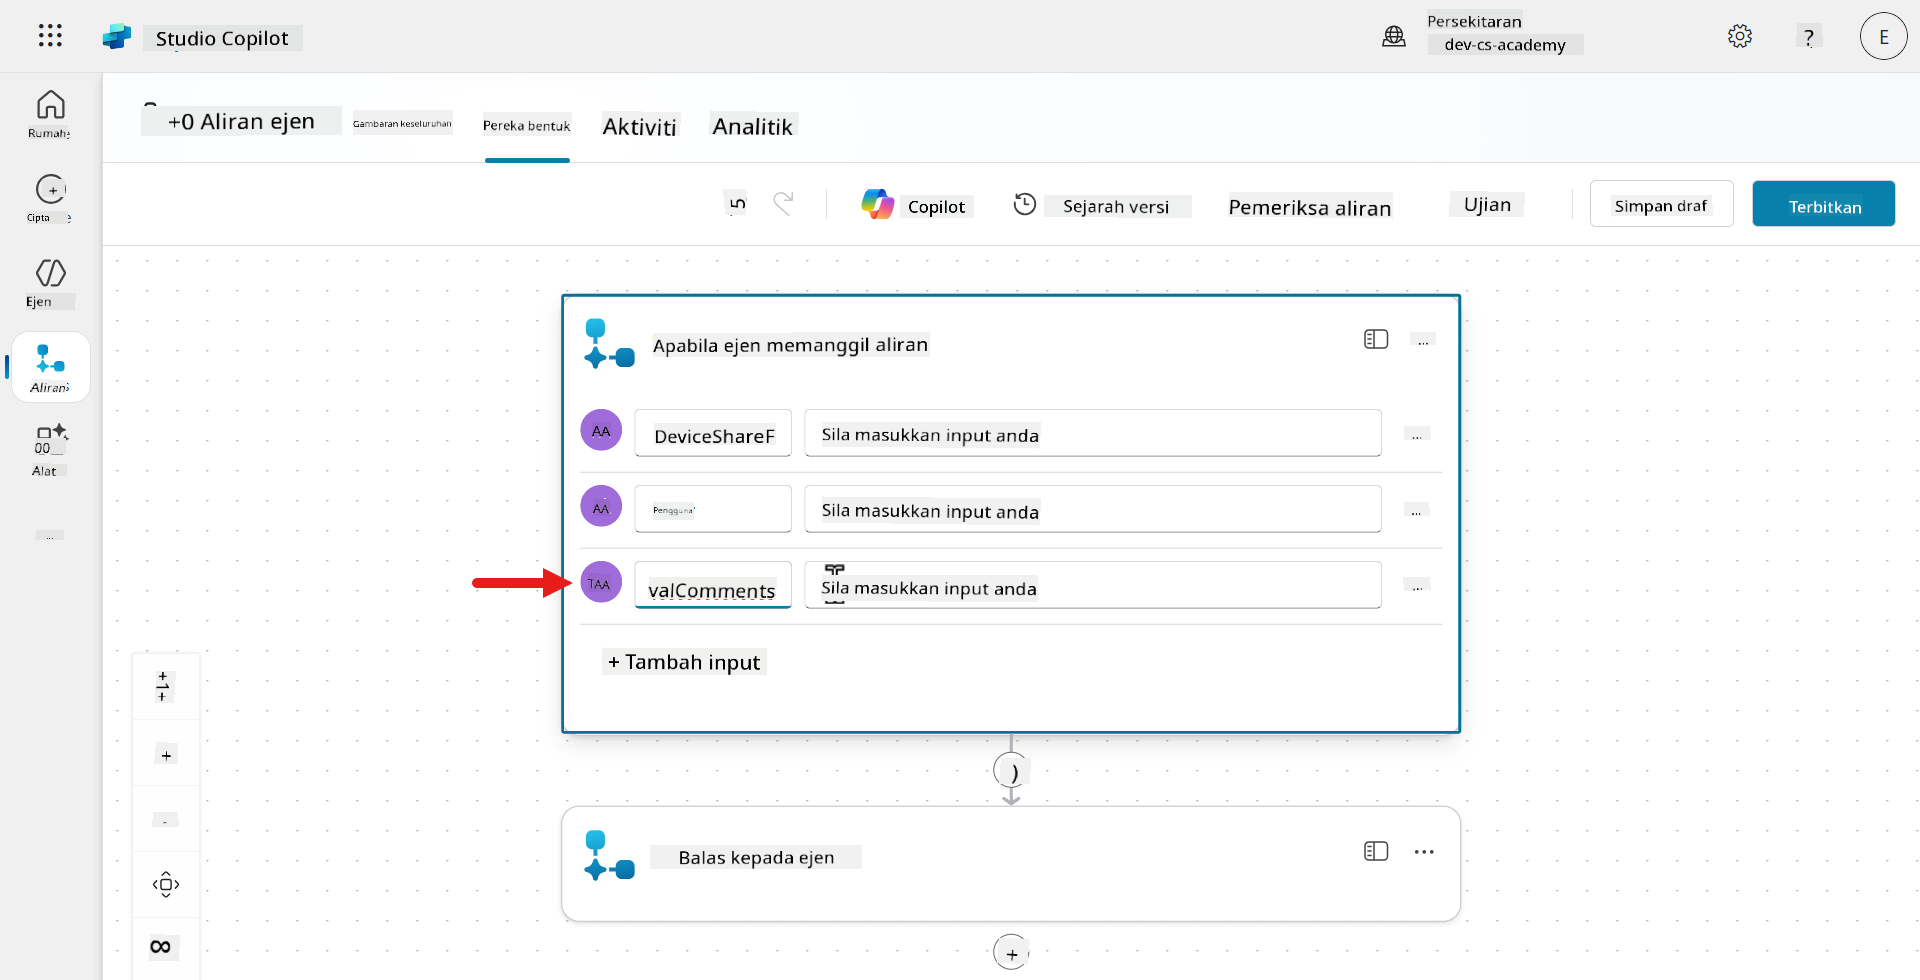 Studio Copilot
Persekitaran
dev-cs-academy
?
E
Rumah
Cipta
Ejen
Aliran
Alat
+0 Aliran ejen
Gambaran keseluruhan
Pereka bentuk
Aktiviti
Analitik
Copilot
Sejarah versi
Pemeriksa aliran
Ujian
Simpan draf
Terbitkan
Apabila ejen memanggil aliran
...
AA
DeviceShareF
Sila masukkan input anda
...
AA
Pengguna
Sila masukkan input anda
...
TAA
valComments
Sila masukkan input anda
...
+ Tambah input
Balas kepada ejen
...